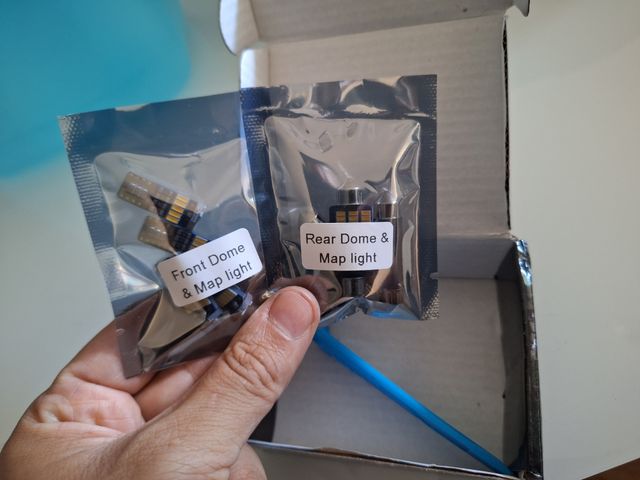 Front Dome
& Map light
Rear Dome &
Map light